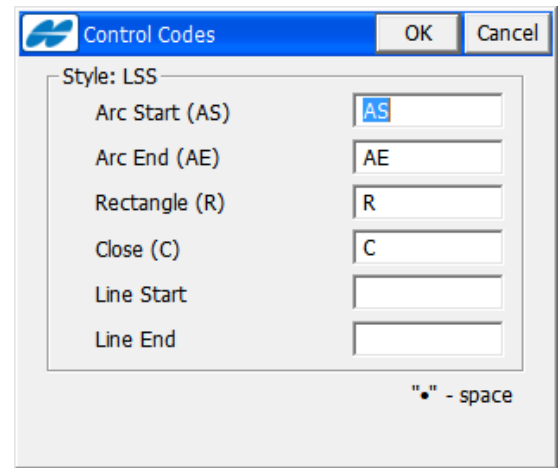 Control Codes OK Cancel
Style: LSS
Arc Start (AS) AS
Arc End (AE) AE
Rectangle (R) R
Close (C) C
Line Start
Line End
"•" - space